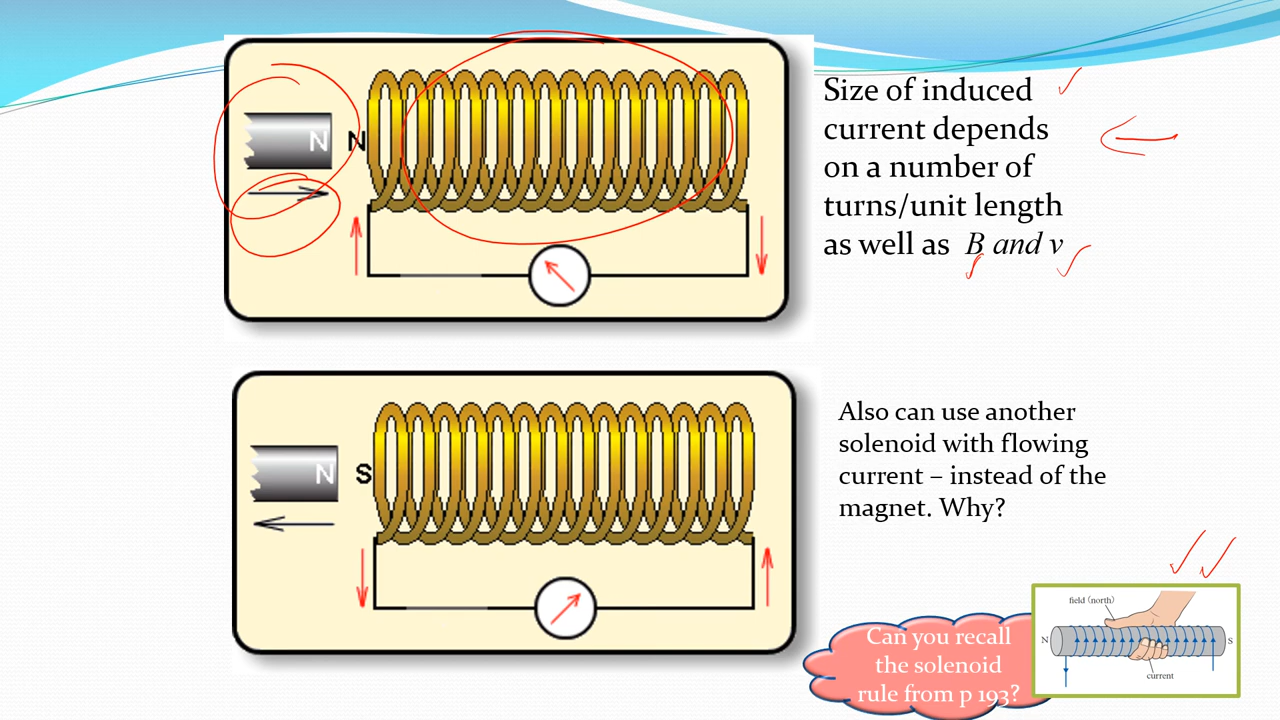 N
N
Size of induced
current depends
on a number of
turns/unit length
as well as B and v
N
S
Also can use another
solenoid with flowing
current – instead of the
magnet. Why?
Can you recall
the solenoid
rule from p 193?
field (north)
N
S
current